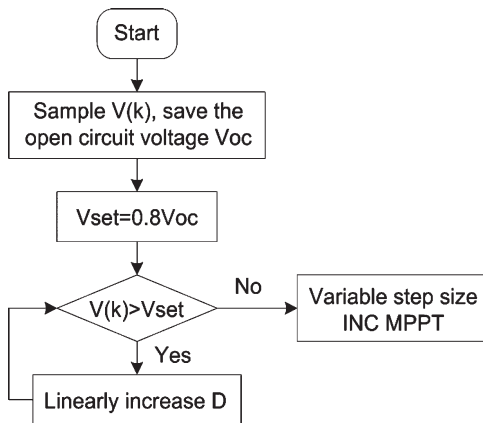 Start
Sample V(k), save the
open circuit voltage Voc
Vset=0.8Voc
V(k)>Vset
No
Variable step size
INC MPPT
Yes
Linearly increase D